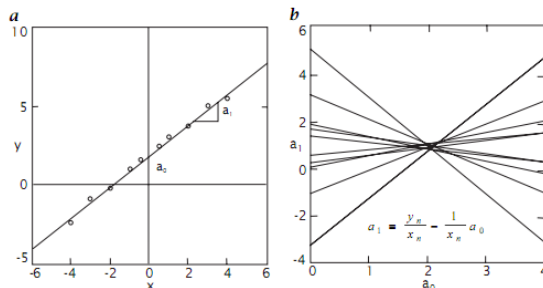 a
10
5
y
0
-5
-6 -4 -2 0 2 4 6
x
a₁
a₀
b
6
4
2
a₁
0
-2
-4
0 1 2 3 4
a₀
a₁ = yₙ/xₙ - 1/xₙ a₀